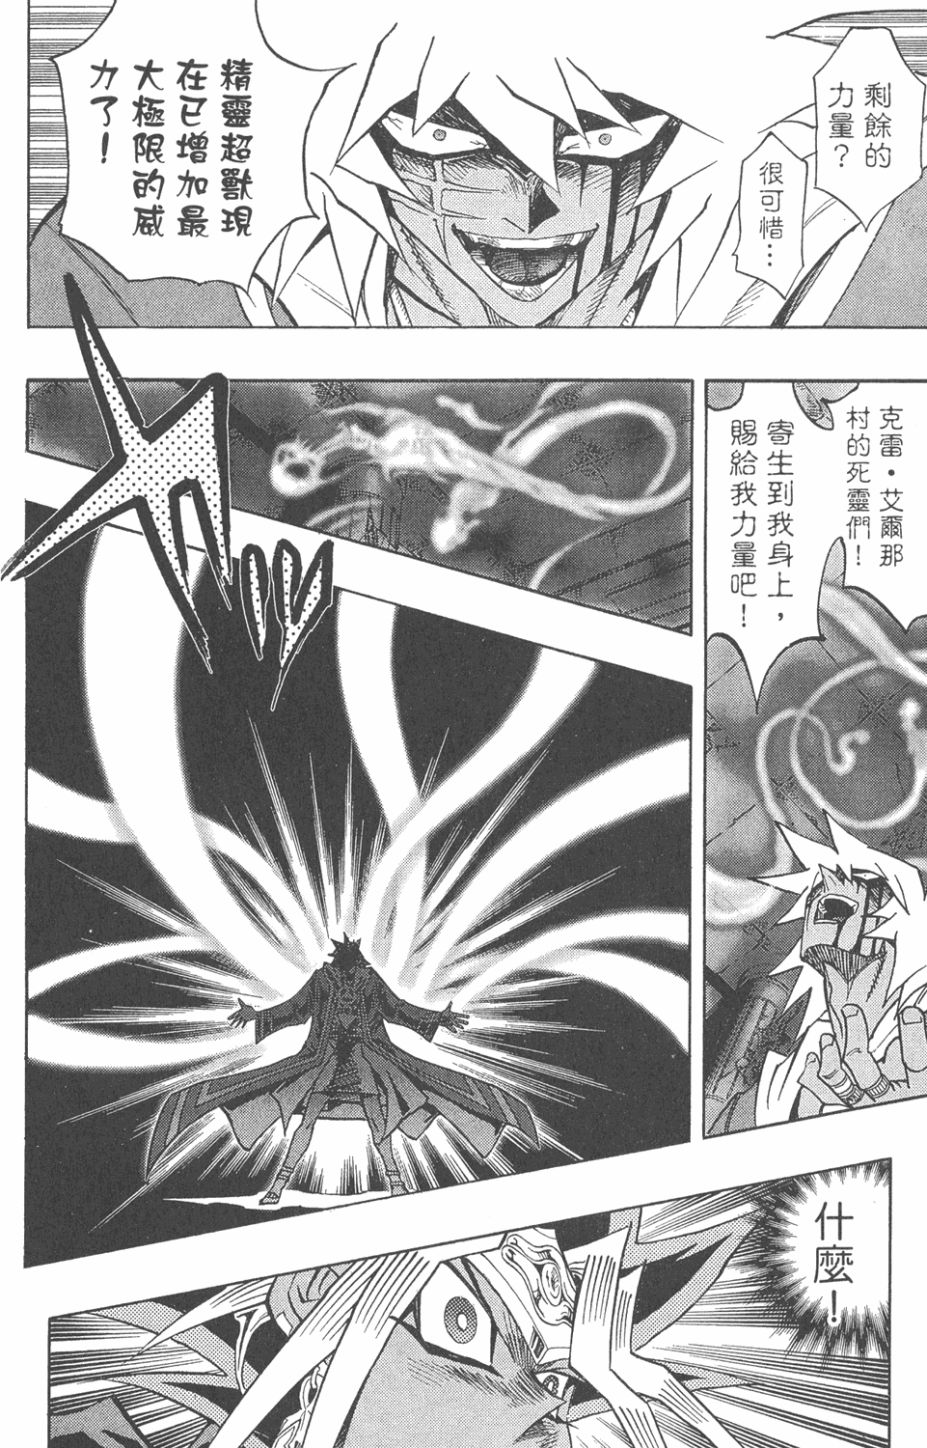 剩餘的
力量？
很可惜…
精靈超獸現
在已增加最
大極限的威
力了！
克雷・艾爾那
村的死靈們！
寄生到我身上，
賜給我力量吧！
什麼！